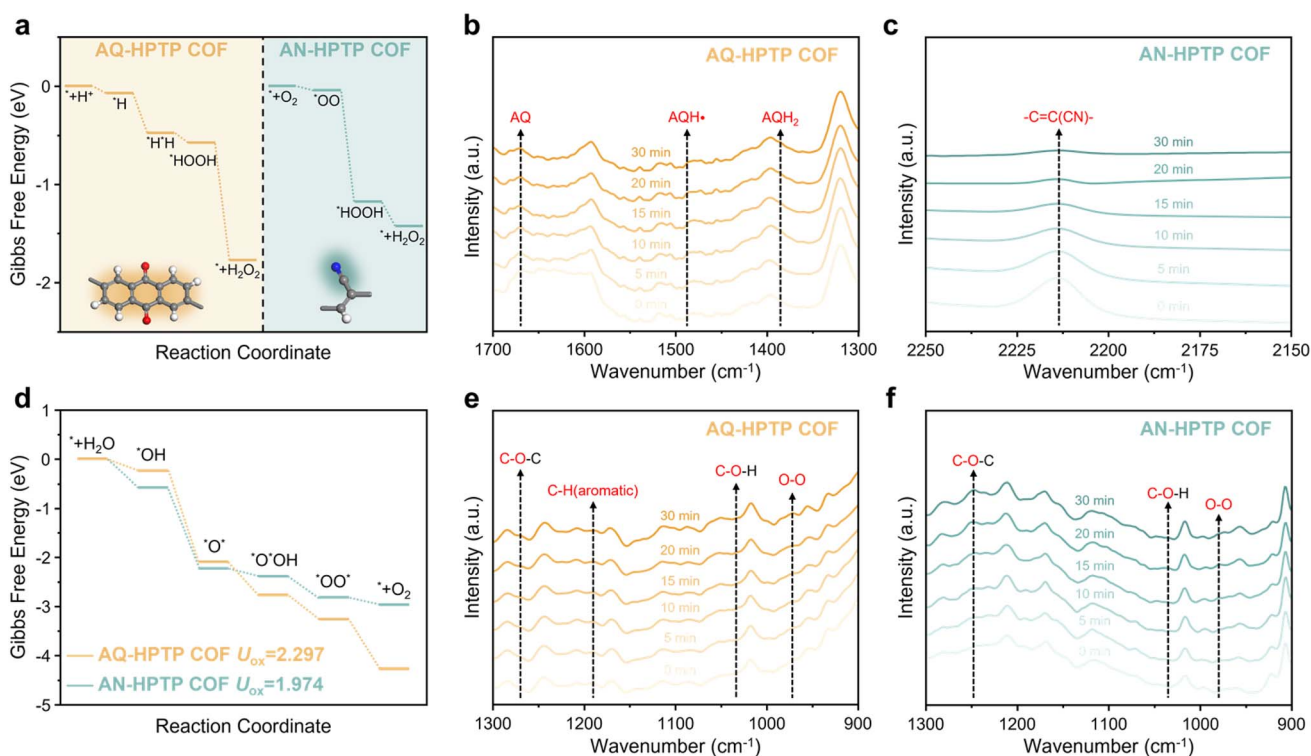 a
AQ-HPTP COF
AN-HPTP COF
Gibbs Free Energy (eV)
0
-1
-2
*+H⁺
*H
*H*H
*HOOH
*+H₂O₂
*+O₂
*OO
*HOOH
*+H₂O₂
Reaction Coordinate
b
AQ-HPTP COF
Intensity (a.u.)
AQ
AQH•
AQH₂
30 min
20 min
15 min
10 min
5 min
0 min
1700
1600
1500
1400
1300
Wavenumber (cm⁻¹)
c
AN-HPTP COF
Intensity (a.u.)
-C=C(CN)-
30 min
20 min
15 min
10 min
5 min
0 min
2250
2225
2200
2175
2150
Wavenumber (cm⁻¹)
d
Gibbs Free Energy (eV)
1
0
-1
-2
-3
-4
-5
*+H₂O
*OH
*O*
*O*OH
*OO*
*+O₂
AQ-HPTP COF Uox=2.297
AN-HPTP COF Uox=1.974
Reaction Coordinate
e
AQ-HPTP COF
Intensity (a.u.)
C-O-C
C-H(aromatic)
C-O-H
O-O
30 min
20 min
15 min
10 min
5 min
0 min
1300
1200
1100
1000
900
Wavenumber (cm⁻¹)
f
AN-HPTP COF
Intensity (a.u.)
C-O-C
C-O-H
O-O
30 min
20 min
15 min
10 min
5 min
0 min
1300
1200
1100
1000
900
Wavenumber (cm⁻¹)